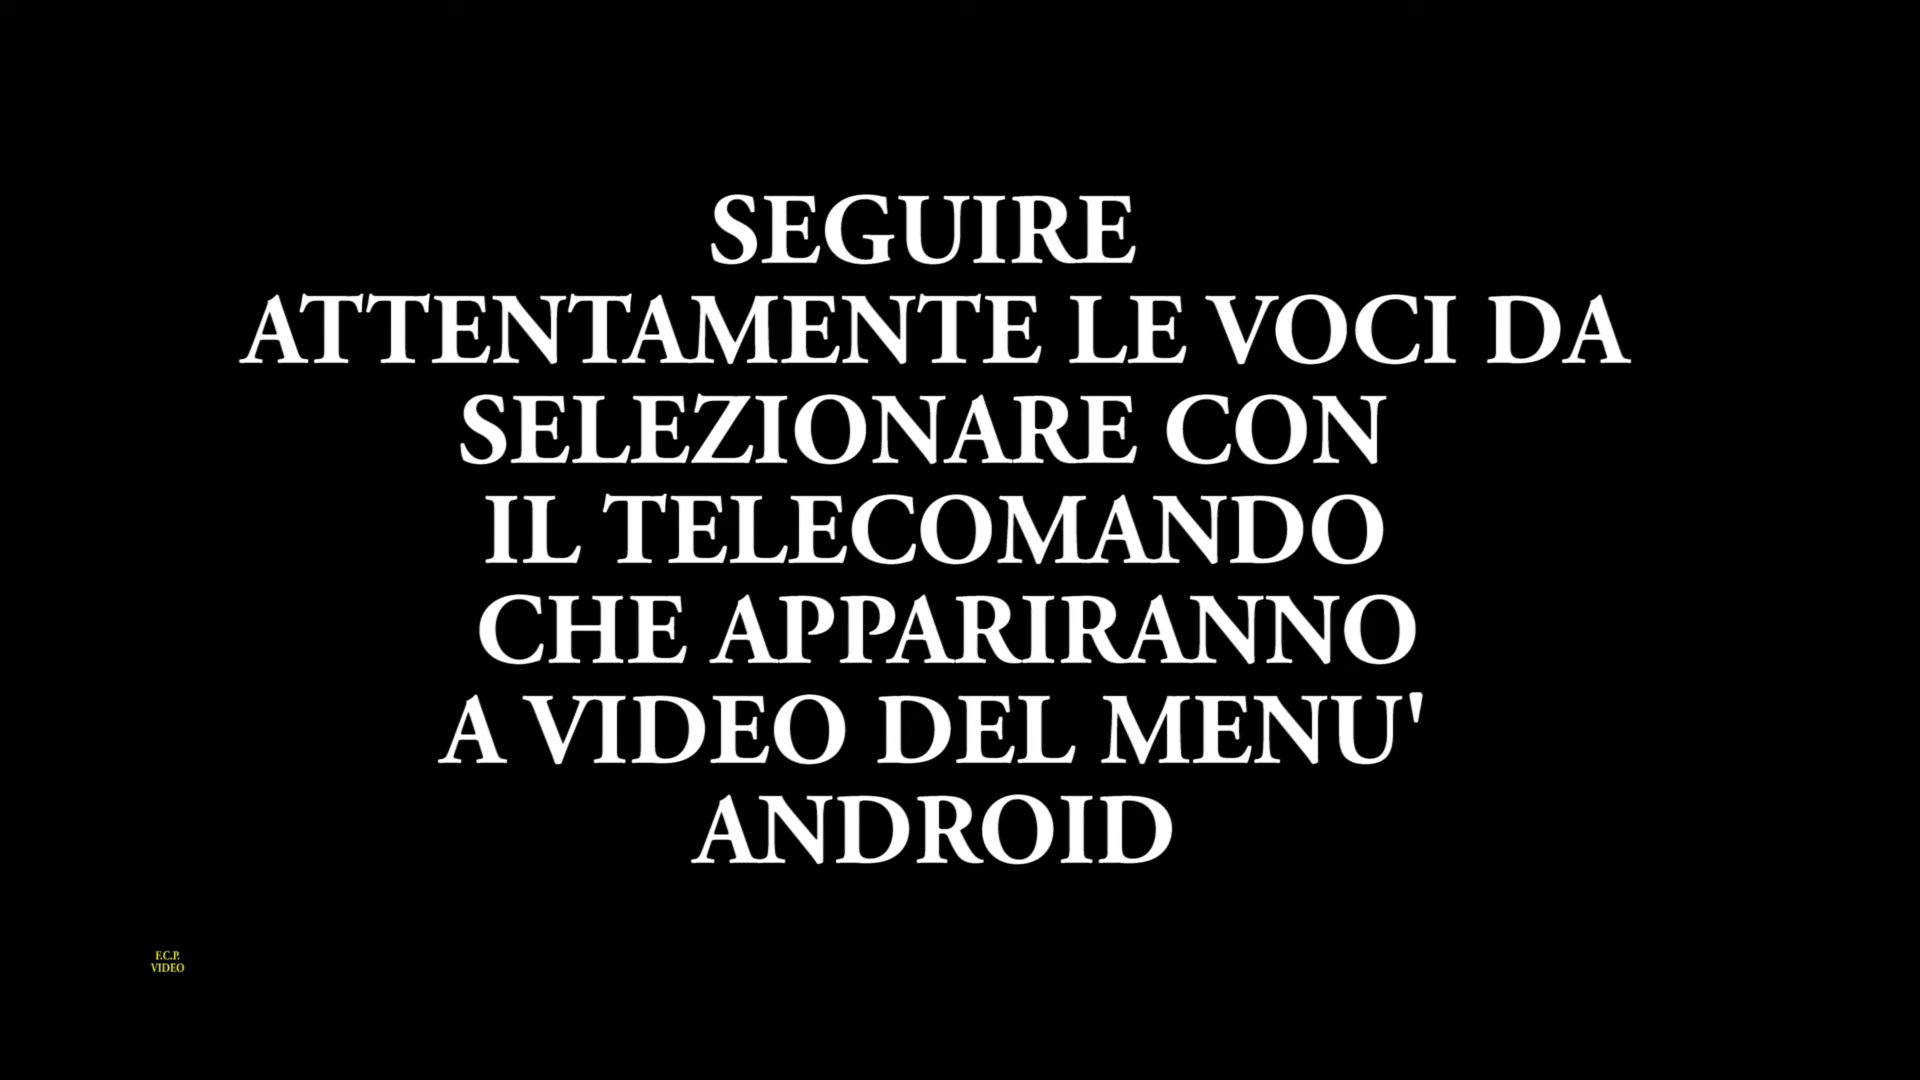 SEGUIRE
ATTENTAMENTE LE VOCI DA
SELEZIONARE CON
IL TELECOMANDO
CHE APPARIRANNO
A VIDEO DEL MENU'
ANDROID
F.C.P.
VIDEO